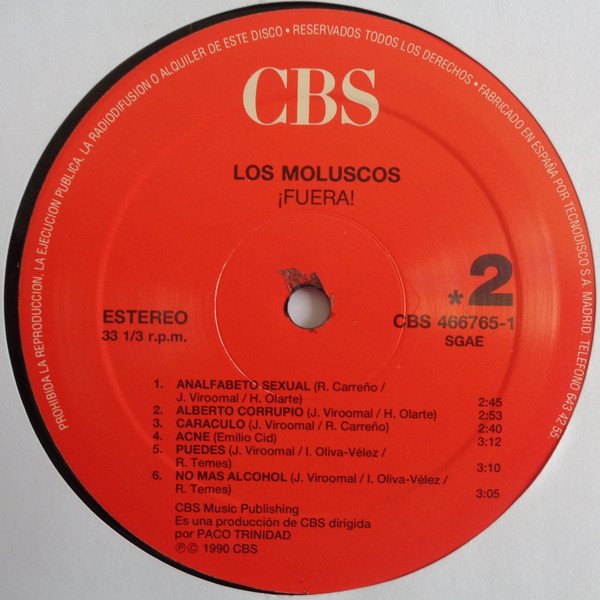 PROHIBIDA LA REPRODUCCION. LA EJECUCION PUBLICA. LA RADIODIFUSION O ALQUILER DE ESTE DISCO • RESERVADOS TODOS LOS DERECHOS • FABRICADO EN ESPAÑA POR TECNODISCO S.A. MADRID. TELEFONO 643 42 55
CBS
LOS MOLUSCOS
¡FUERA!
*2
ESTEREO
33 1/3 r.p.m.
CBS 466765-1
SGAE
1. ANALFABETO SEXUAL (R. Carreño /
J. Viroomal / H. Olarte) 2:45
2. ALBERTO CORRUPIO (J. Viroomal / H. Olarte) 2:53
3. CARACULO (J. Viroomal / R. Carreño) 2:40
4. ACNE (Emilio Cid) 3:12
5. PUEDES (J. Viroomal / I. Oliva-Vélez /
R. Temes) 3:10
6. NO MAS ALCOHOL (J. Viroomal / I. Oliva-Vélez /
R. Temes) 3:05
CBS Music Publishing
Es una producción de CBS dirigida
por PACO TRINIDAD
℗© 1990 CBS